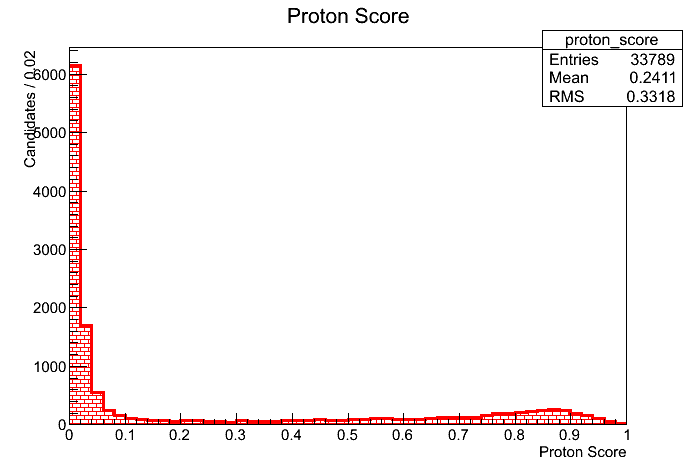 Proton Score
proton_score
Entries 33789
Mean 0.2411
RMS 0.3318
Candidates / 0.02
6000
5000
4000
3000
2000
1000
0
0 0.1 0.2 0.3 0.4 0.5 0.6 0.7 0.8 0.9 1
Proton Score